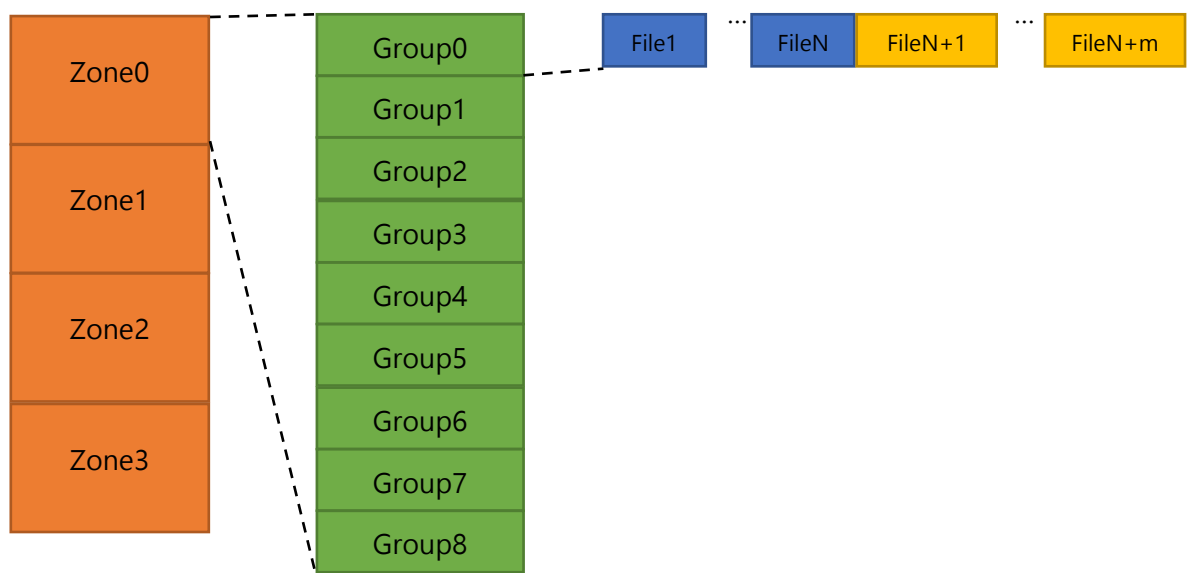 Zone0
Zone1
Zone2
Zone3
Group0
Group1
Group2
Group3
Group4
Group5
Group6
Group7
Group8
File1 ... FileN FileN+1 ... FileN+m